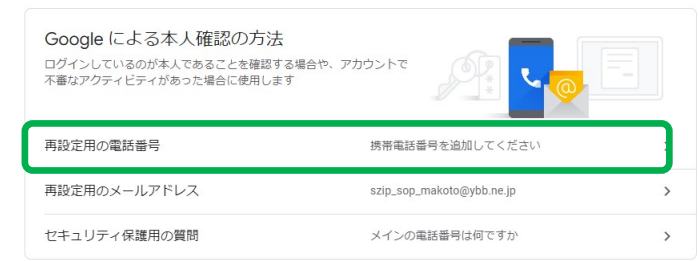 Google による本人確認の方法
ログインしているのが本人であることを確認する場合や、アカウントで
不審なアクティビティがあった場合に使用します
再設定用の電話番号 携帯電話番号を追加してください
再設定用のメールアドレス szip_sop_makoto@ybb.ne.jp
セキュリティ保護用の質問 メインの電話番号は何ですか